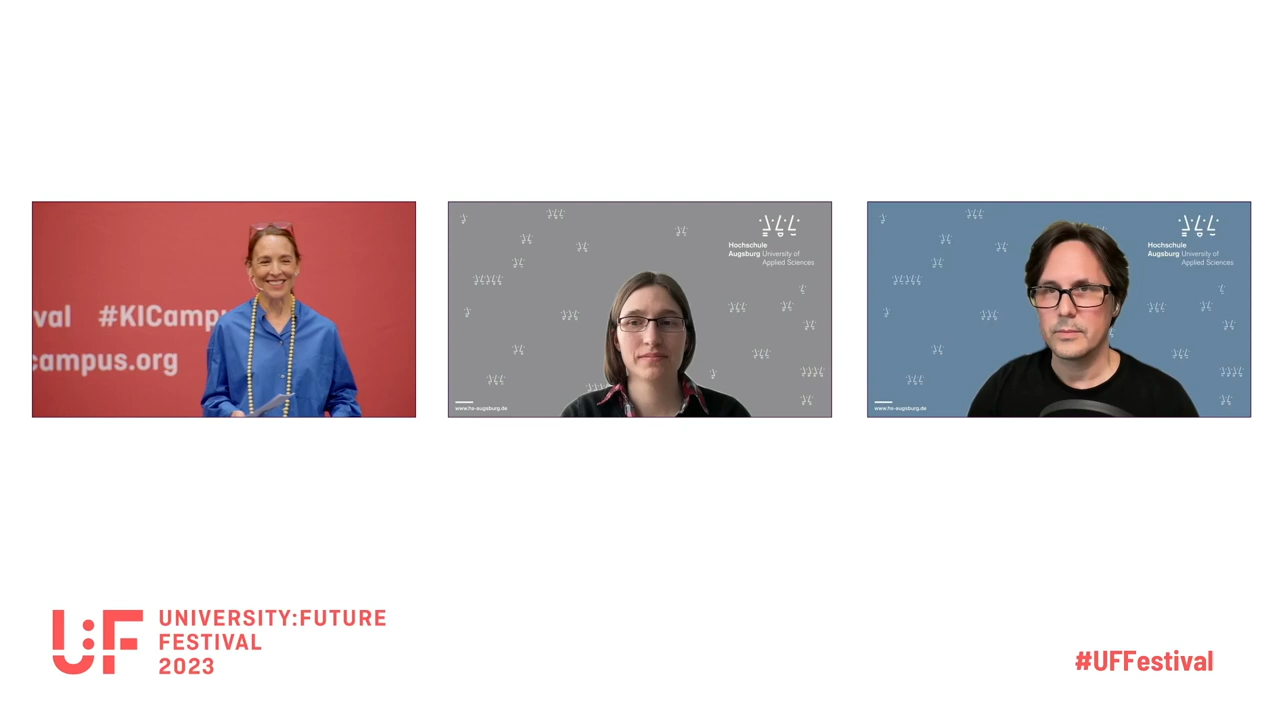 val #KICamp
campus.org
Hochschule
Augsburg University of
Applied Sciences
www.hs-augsburg.de
Hochschule
Augsburg University of
Applied Sciences
www.hs-augsburg.de
U:F UNIVERSITY:FUTURE
FESTIVAL
2023
#UFFestival